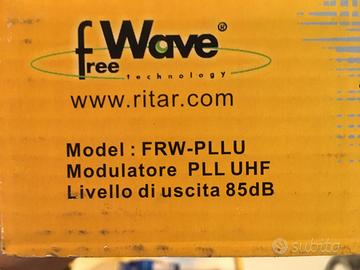 free Wave®
technology
www.ritar.com
Model : FRW-PLLU
Modulatore PLL UHF
Livello di uscita 85dB
subito